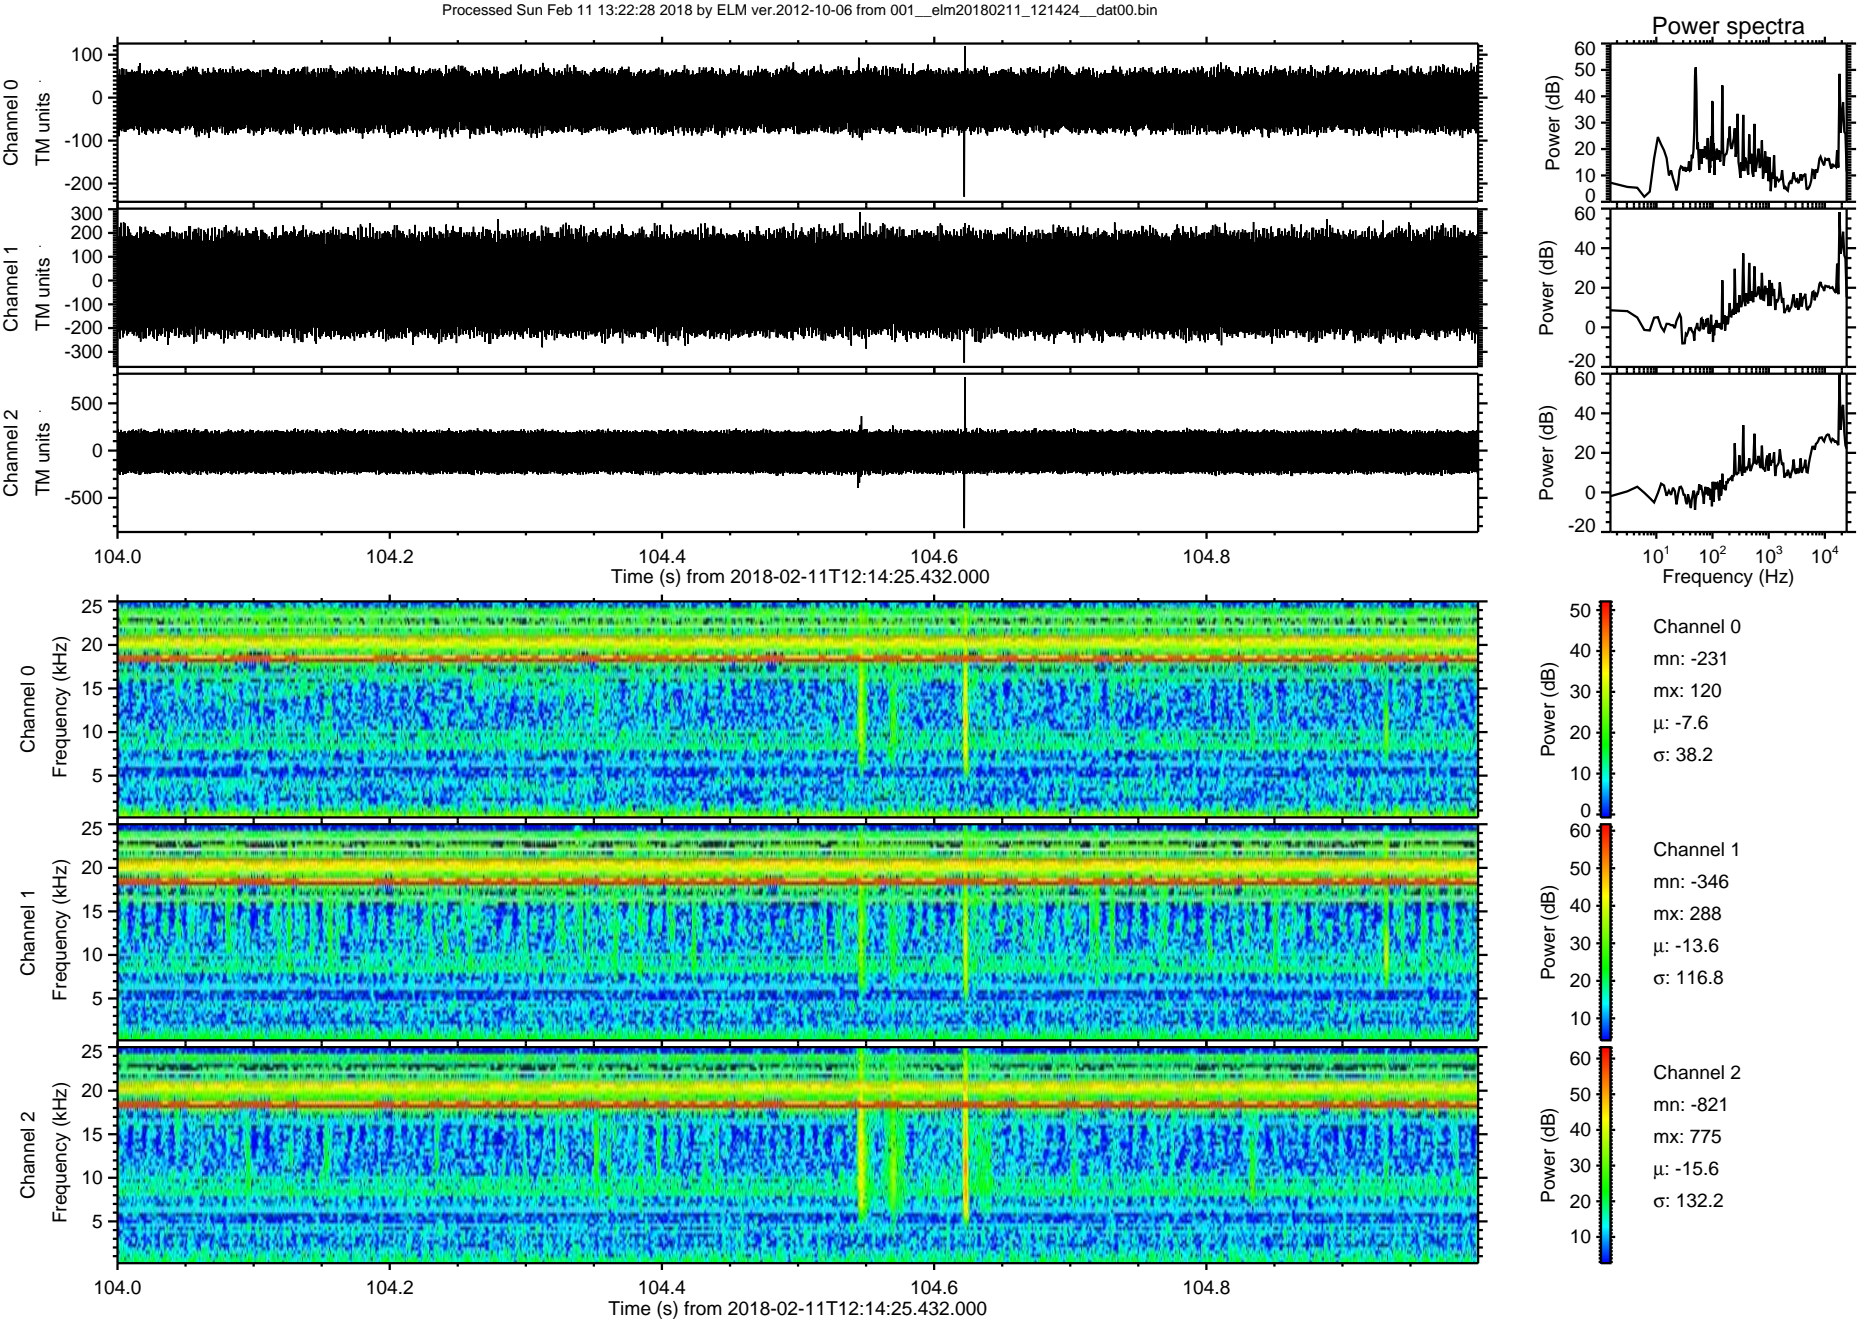 Processed Sun Feb 11 13:22:28 2018 by ELM ver.2012-10-06 from 001__elm20180211_121424__dat00.bin
Power spectra
Channel 0
TM units
100
0
-100
-200
Power (dB)
60
50
40
30
20
10
0
Channel 1
TM units
300
200
100
0
-100
-200
-300
Power (dB)
60
40
20
0
-20
Channel 2
TM units
500
0
-500
Power (dB)
60
40
20
0
-20
104.0 104.2 104.4 104.6 104.8
Time (s) from 2018-02-11T12:14:25.432.000
10^1 10^2 10^3 10^4
Frequency (Hz)
Channel 0
Frequency (kHz)
25
20
15
10
5
Power (dB)
50
40
30
20
10
0
Channel 0
mn: -231
mx: 120
μ: -7.6
σ: 38.2
Channel 1
Frequency (kHz)
25
20
15
10
5
Power (dB)
60
50
40
30
20
10
Channel 1
mn: -346
mx: 288
μ: -13.6
σ: 116.8
Channel 2
Frequency (kHz)
25
20
15
10
5
Power (dB)
60
50
40
30
20
10
Channel 2
mn: -821
mx: 775
μ: -15.6
σ: 132.2
104.0 104.2 104.4 104.6 104.8
Time (s) from 2018-02-11T12:14:25.432.000